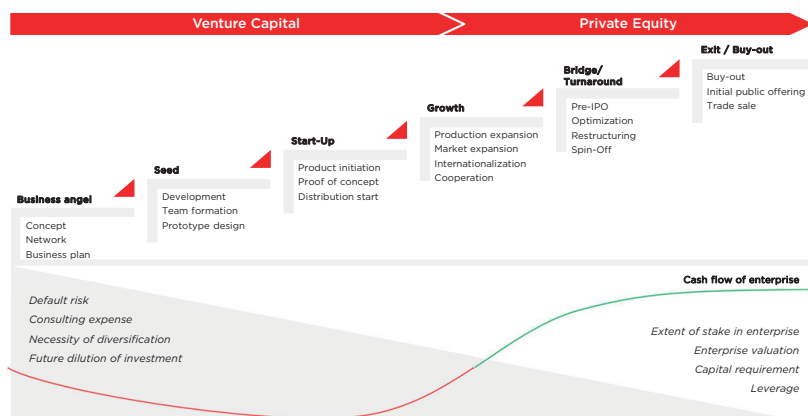 Venture Capital
Private Equity
Business angel
Concept
Network
Business plan
Seed
Development
Team formation
Prototype design
Start-Up
Product initiation
Proof of concept
Distribution start
Growth
Production expansion
Market expansion
Internationalization
Cooperation
Bridge/
Turnaround
Pre-IPO
Optimization
Restructuring
Spin-Off
Exit / Buy-out
Buy-out
Initial public offering
Trade sale
Default risk
Consulting expense
Necessity of diversification
Future dilution of investment
Cash flow of enterprise
Extent of stake in enterprise
Enterprise valuation
Capital requirement
Leverage